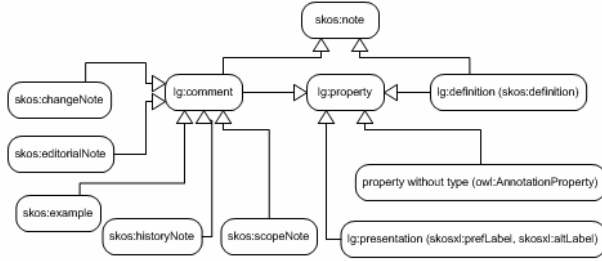 skos:note
skos:changeNote
lg:comment
lg:property
lg:definition (skos:definition)
skos:editorialNote
property without type (owl:AnnotationProperty)
skos:example
skos:historyNote
skos:scopeNote
lg:presentation (skosxl:prefLabel, skosxl:altLabel)